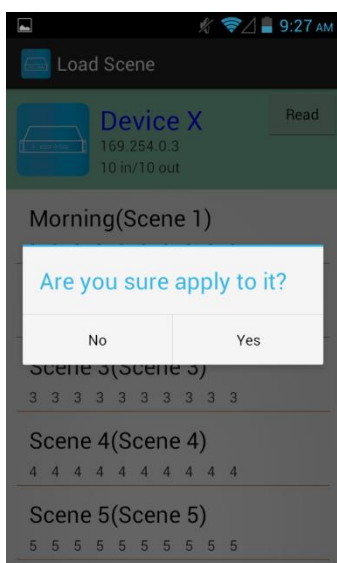 9:27 AM
Load Scene
Device X
Read
169.254.0.3
10 in/10 out
Morning(Scene 1)
Are you sure apply to it?
No
Yes
Scene 3(Scene 3)
3 3 3 3 3 3 3 3 3 3
Scene 4(Scene 4)
4 4 4 4 4 4 4 4 4 4
Scene 5(Scene 5)
5 5 5 5 5 5 5 5 5 5